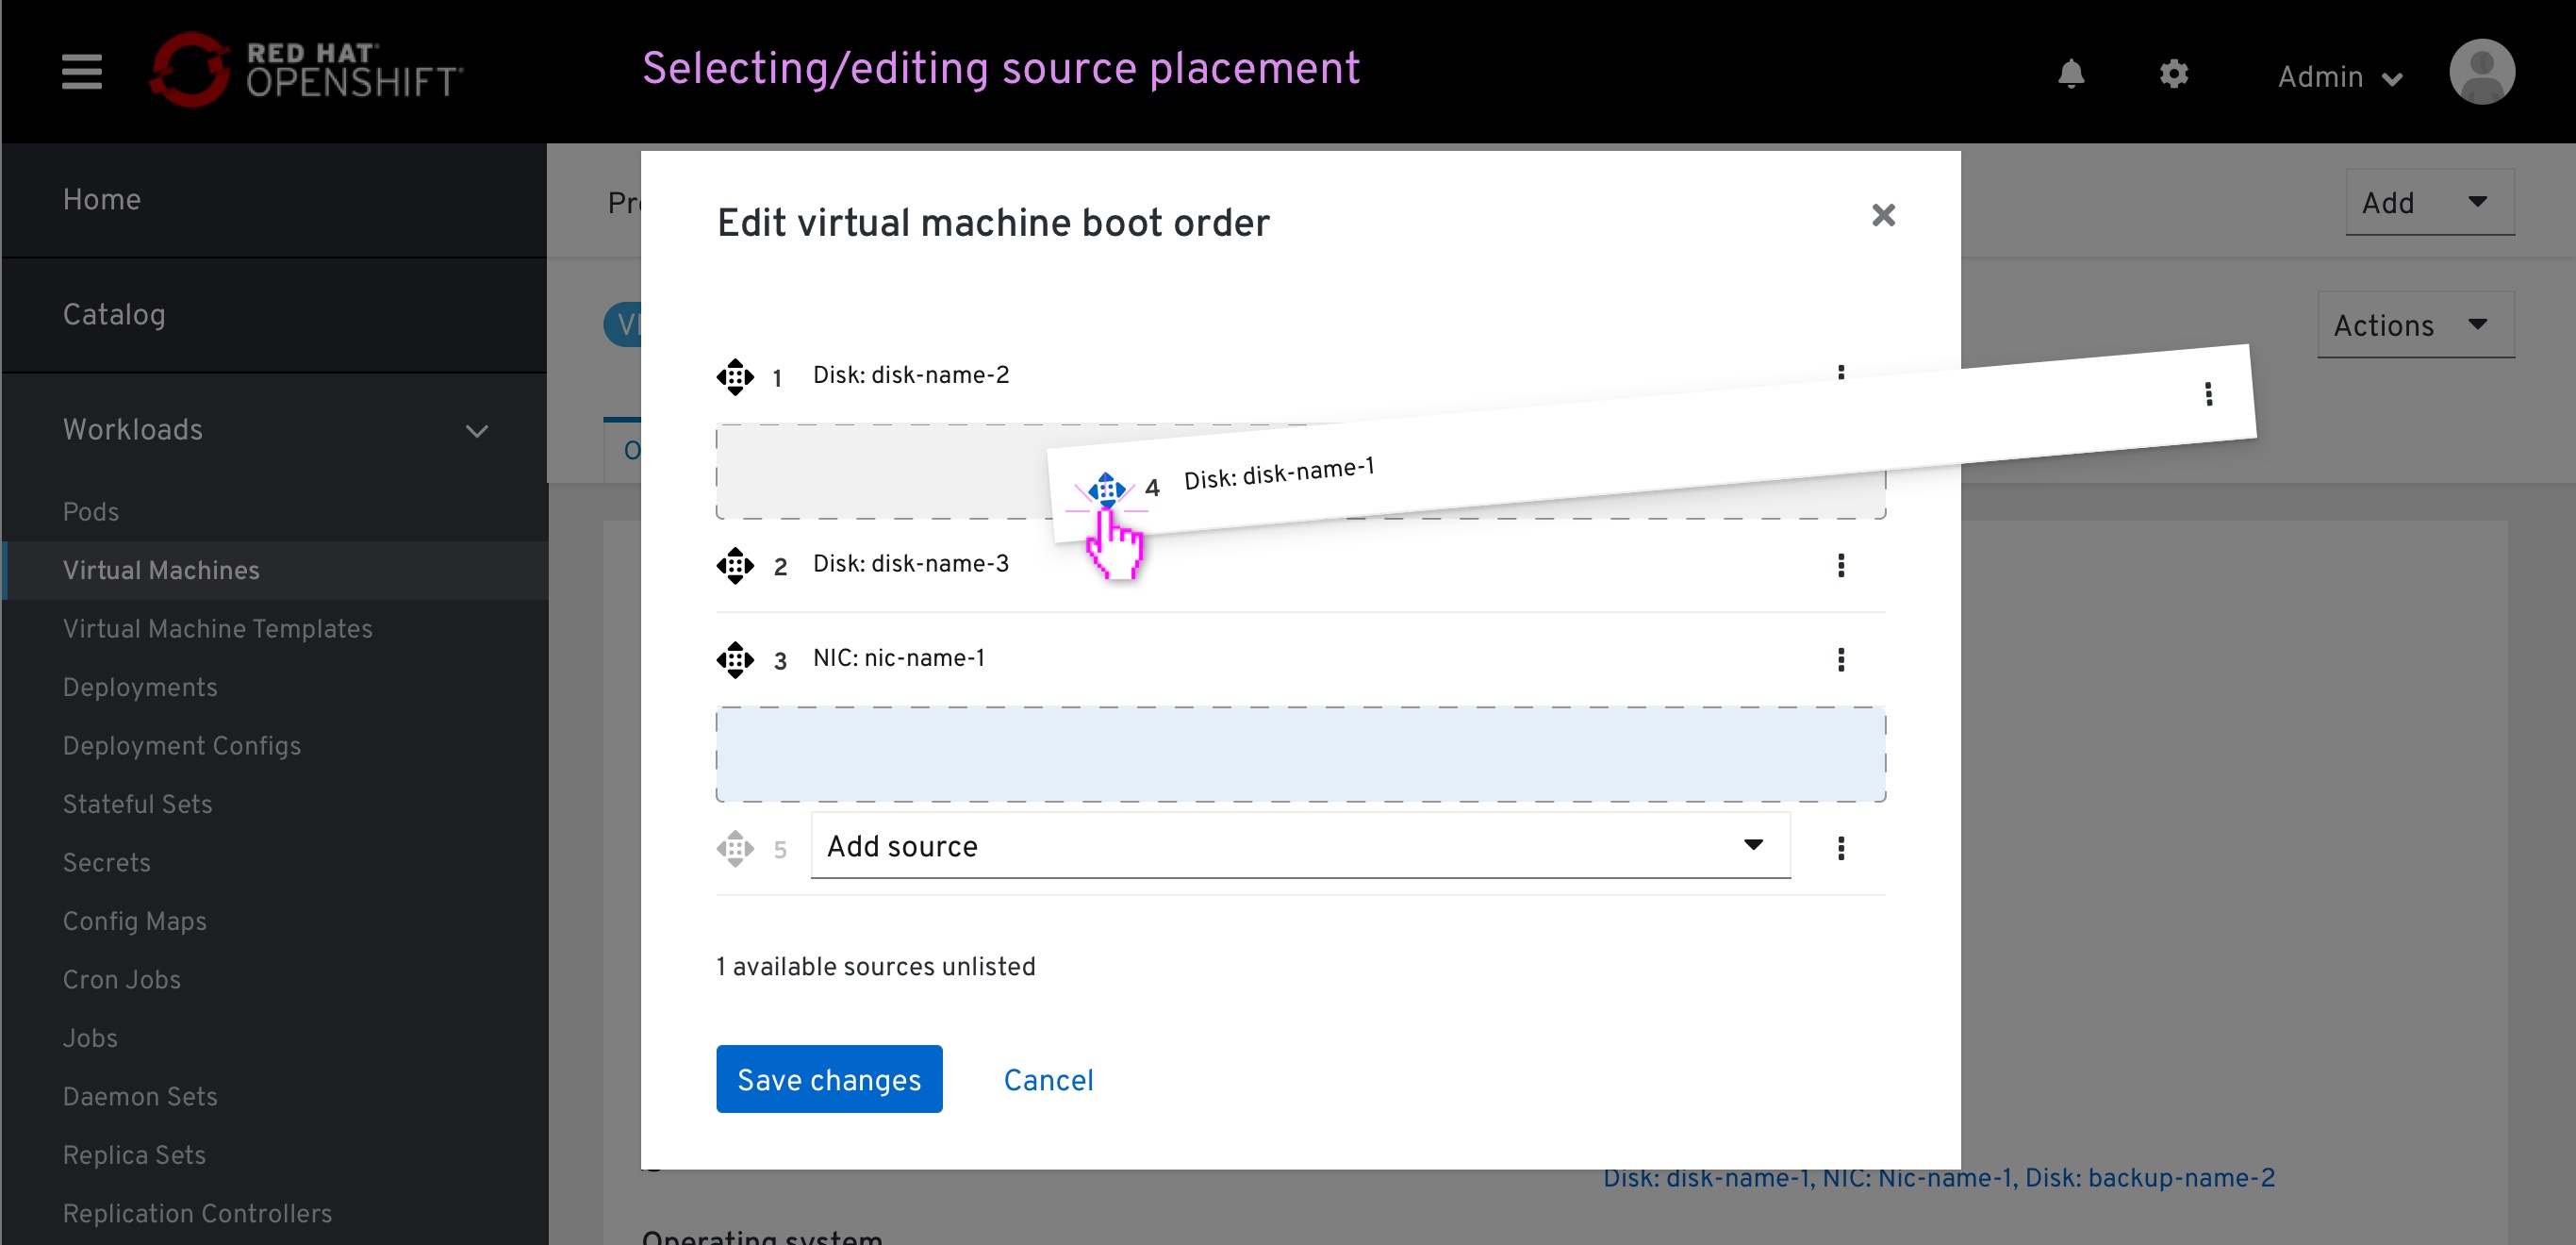 RED HAT
OPENSHIFT
Selecting/editing source placement
Admin
Home
Catalog
Workloads
Pods
Virtual Machines
Virtual Machine Templates
Deployments
Deployment Configs
Stateful Sets
Secrets
Config Maps
Cron Jobs
Jobs
Daemon Sets
Replica Sets
Replication Controllers
Add
Actions
Edit virtual machine boot order
1 Disk: disk-name-2
4 Disk: disk-name-1
2 Disk: disk-name-3
3 NIC: nic-name-1
5 Add source
1 available sources unlisted
Save changes Cancel
Disk: disk-name-1, NIC: Nic-name-1, Disk: backup-name-2
Operating system